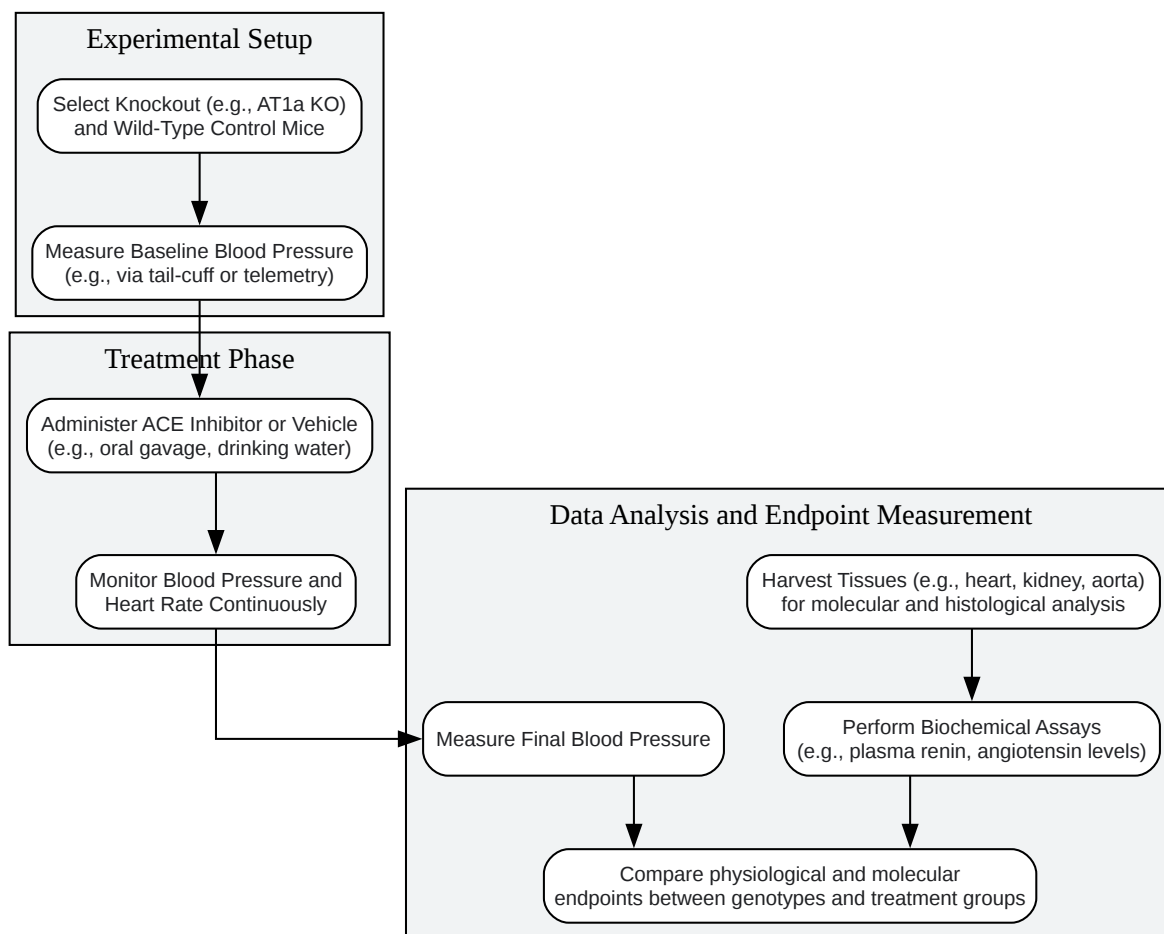 Experimental Setup
Select Knockout (e.g., AT1a KO)
and Wild-Type Control Mice
Measure Baseline Blood Pressure
(e.g., via tail-cuff or telemetry)
Treatment Phase
Administer ACE Inhibitor or Vehicle
(e.g., oral gavage, drinking water)
Monitor Blood Pressure and
Heart Rate Continuously
Data Analysis and Endpoint Measurement
Harvest Tissues (e.g., heart, kidney, aorta)
for molecular and histological analysis
Measure Final Blood Pressure
Perform Biochemical Assays
(e.g., plasma renin, angiotensin levels)
Compare physiological and molecular
endpoints between genotypes and treatment groups